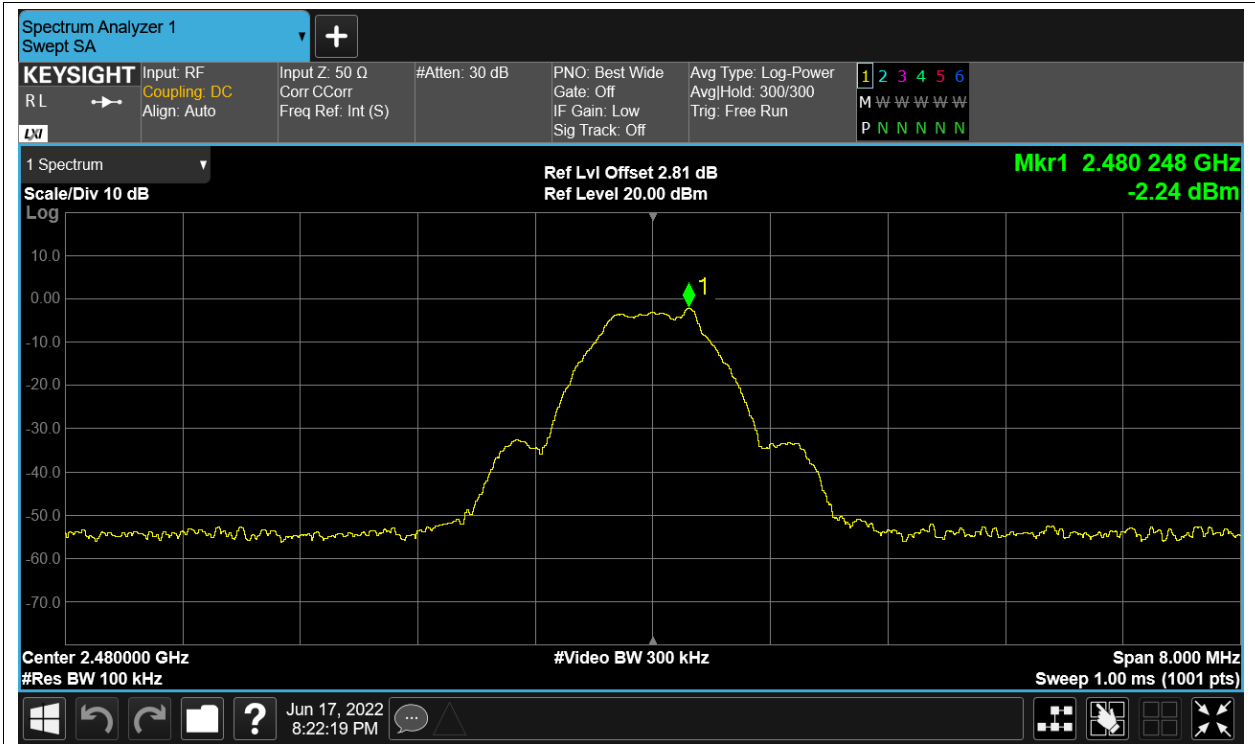 Spectrum Analyzer 1
Swept SA
KEYSIGHT
R L
LXI
Input: RF
Coupling: DC
Align: Auto
Input Z: 50 Ω
Corr CCorr
Freq Ref: Int (S)
#Atten: 30 dB
PNO: Best Wide
Gate: Off
IF Gain: Low
Sig Track: Off
Avg Type: Log-Power
Avg|Hold: 300/300
Trig: Free Run
1 2 3 4 5 6
M W W W W W
P N N N N N
1 Spectrum
Scale/Div 10 dB
Log
Ref Lvl Offset 2.81 dB
Ref Level 20.00 dBm
Mkr1 2.480 248 GHz
-2.24 dBm
10.0
0.00
-10.0
-20.0
-30.0
-40.0
-50.0
-60.0
-70.0
1
Center 2.480000 GHz
#Res BW 100 kHz
#Video BW 300 kHz
Span 8.000 MHz
Sweep 1.00 ms (1001 pts)
?
Jun 17, 2022
8:22:19 PM